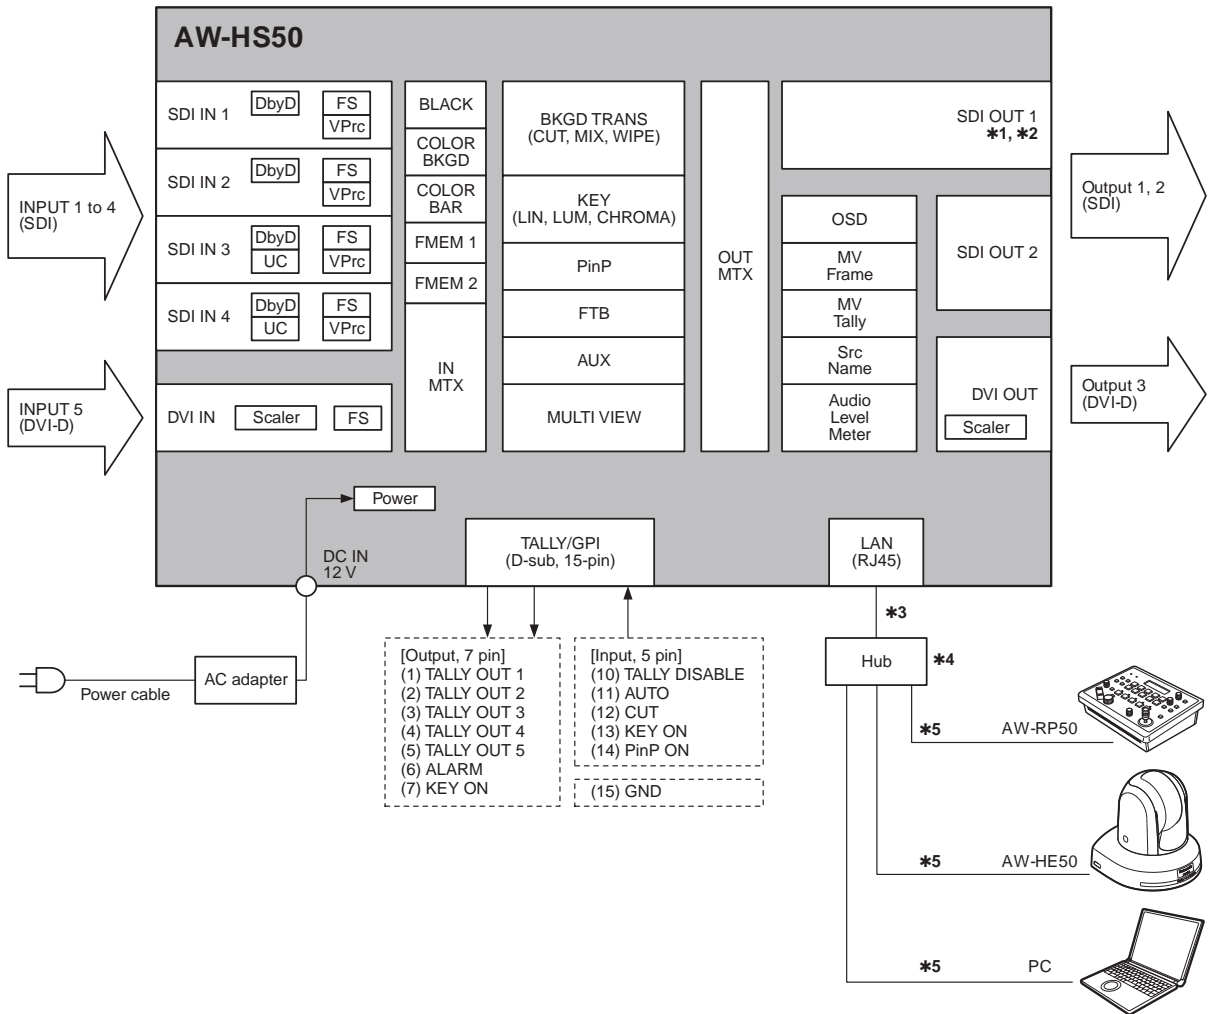 AW-HS50
SDI IN 1
DbyD
FS
VPrc
SDI IN 2
DbyD
FS
VPrc
SDI IN 3
DbyD
UC
FS
VPrc
SDI IN 4
DbyD
UC
FS
VPrc
DVI IN
Scaler
FS
INPUT 1 to 4
(SDI)
INPUT 5
(DVI-D)
BLACK
COLOR
BKGD
COLOR
BAR
FMEM 1
FMEM 2
IN
MTX
BKGD TRANS
(CUT, MIX, WIPE)
KEY
(LIN, LUM, CHROMA)
PinP
FTB
AUX
MULTI VIEW
OUT
MTX
SDI OUT 1
✱1, ✱2
OSD
MV
Frame
MV
Tally
Src
Name
Audio
Level
Meter
SDI OUT 2
DVI OUT
Scaler
Output 1, 2
(SDI)
Output 3
(DVI-D)
Power
DC IN
12 V
TALLY/GPI
(D-sub, 15-pin)
LAN
(RJ45)
✱3
Power cable
AC adapter
[Output, 7 pin]
(1) TALLY OUT 1
(2) TALLY OUT 2
(3) TALLY OUT 3
(4) TALLY OUT 4
(5) TALLY OUT 5
(6) ALARM
(7) KEY ON
[Input, 5 pin]
(10) TALLY DISABLE
(11) AUTO
(12) CUT
(13) KEY ON
(14) PinP ON
(15) GND
Hub
✱4
✱5 AW-RP50
✱5 AW-HE50
✱5 PC